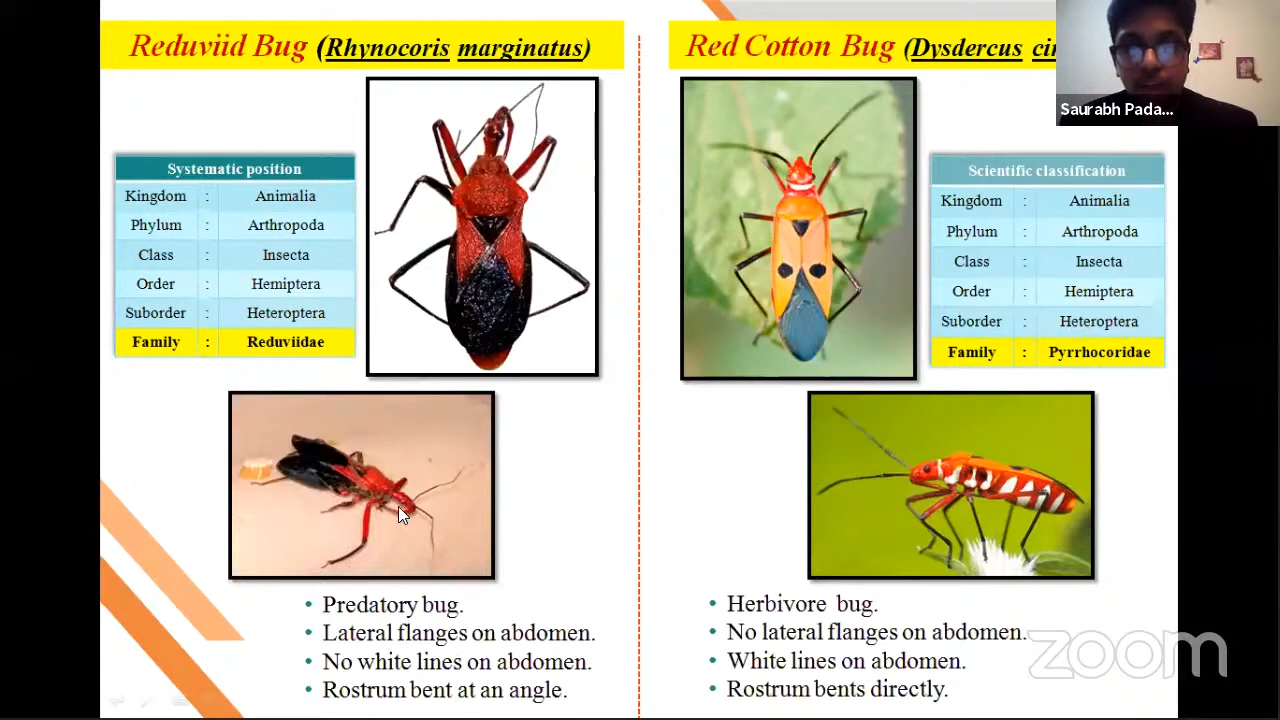 Reduviid Bug (Rhynocoris marginatus)
Systematic position
Kingdom : Animalia
Phylum : Arthropoda
Class : Insecta
Order : Hemiptera
Suborder : Heteroptera
Family : Reduviidae
• Predatory bug.
• Lateral flanges on abdomen.
• No white lines on abdomen.
• Rostrum bent at an angle.
Red Cotton Bug (Dysdercus
Saurabh Pada...
Scientific classification
Kingdom : Animalia
Phylum : Arthropoda
Class : Insecta
Order : Hemiptera
Suborder : Heteroptera
Family : Pyrrhocoridae
• Herbivore bug.
• No lateral flanges on abdomen.
• White lines on abdomen.
• Rostrum bents directly.
zoom